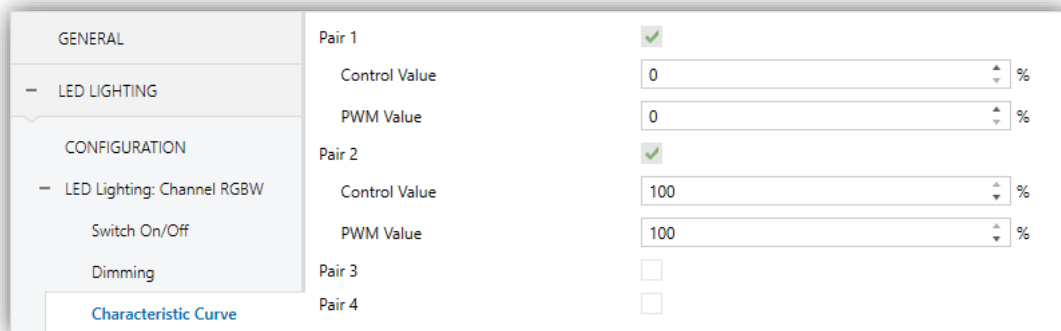 GENERAL
LED LIGHTING
CONFIGURATION
LED Lighting: Channel RGBW
Switch On/Off
Dimming
Characteristic Curve
Pair 1
Control Value 0 %
PWM Value 0 %
Pair 2
Control Value 100 %
PWM Value 100 %
Pair 3
Pair 4